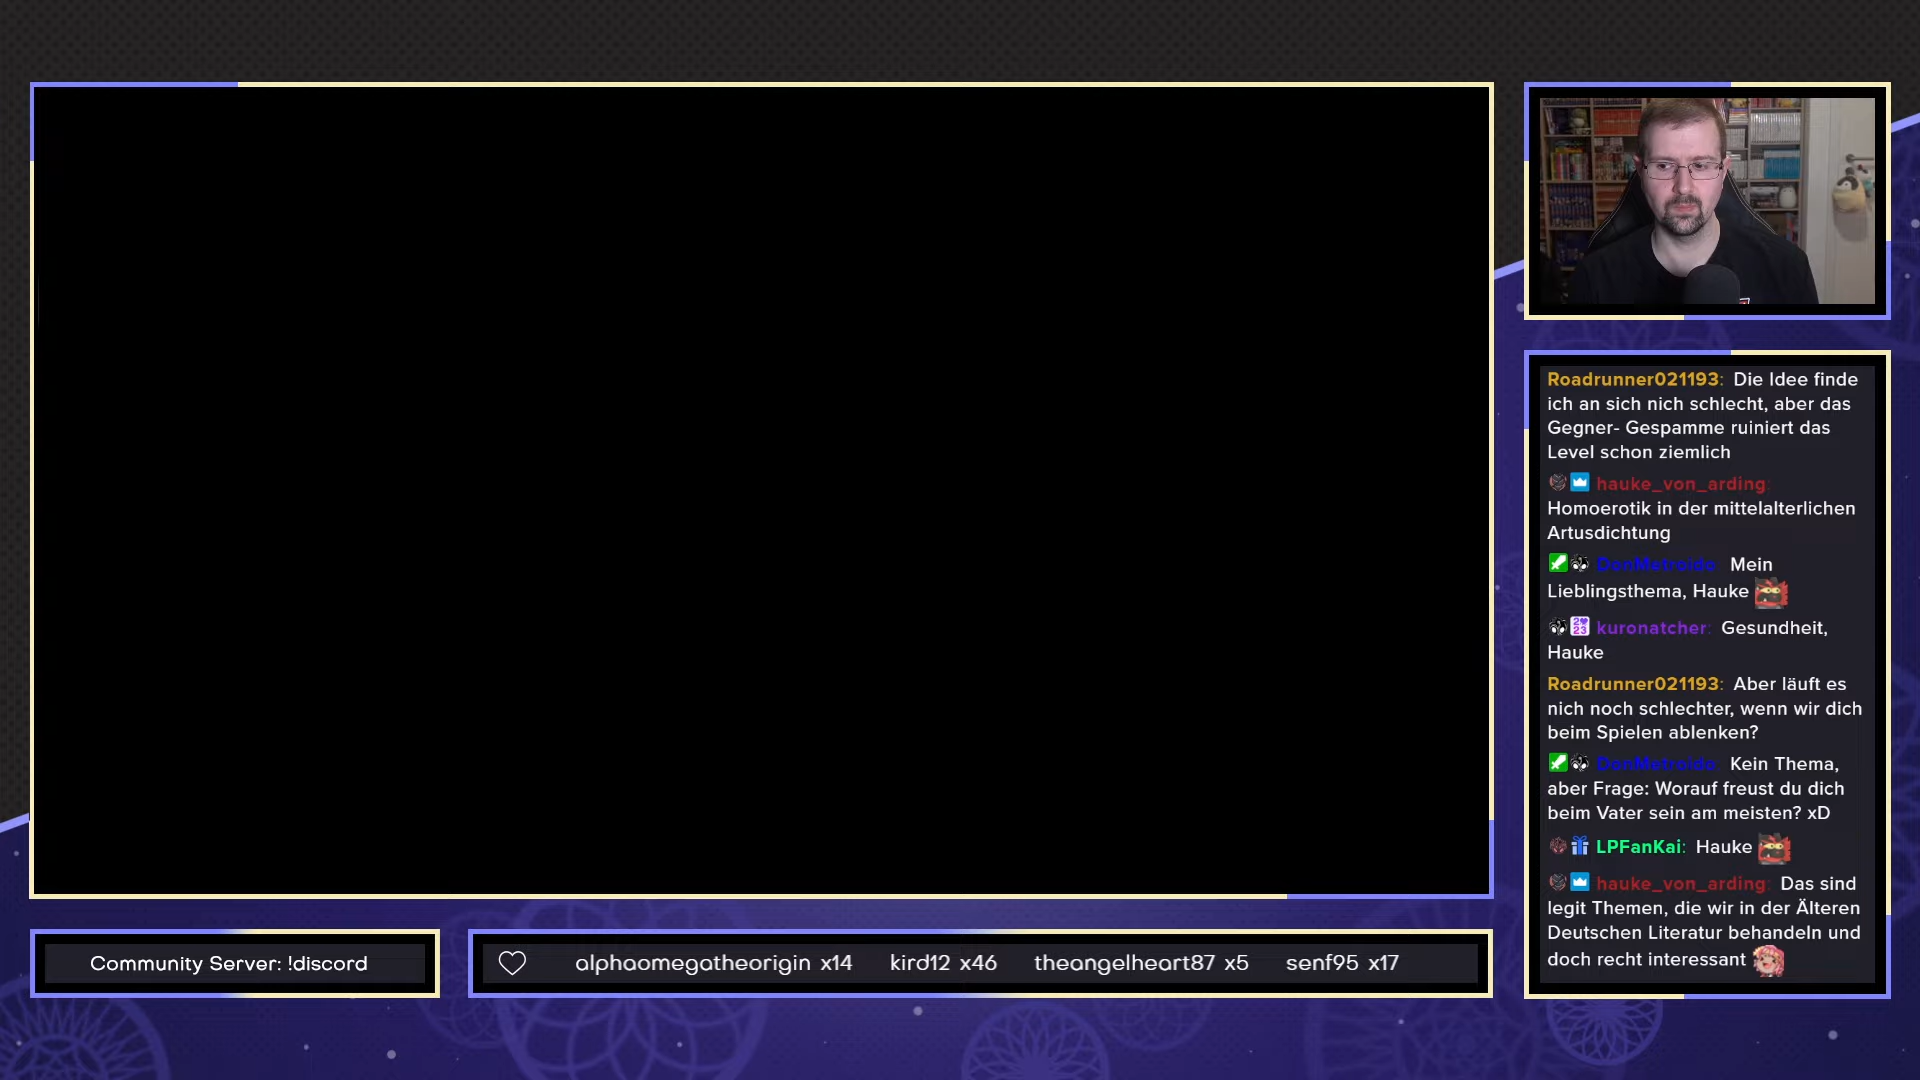 Roadrunner021193: Die Idee finde
ich an sich nich schlecht, aber das
Gegner- Gespamme ruiniert das
Level schon ziemlich
hauke_von_arding:
Homoerotik in der mittelalterlichen
Artusdichtung
DonMetroido: Mein
Lieblingsthema, Hauke
2023 kuronatcher: Gesundheit,
Hauke
Roadrunner021193: Aber läuft es
nich noch schlechter, wenn wir dich
beim Spielen ablenken?
DonMetroido: Kein Thema,
aber Frage: Worauf freust du dich
beim Vater sein am meisten? xD
LPFanKai: Hauke
hauke_von_arding: Das sind
legit Themen, die wir in der Älteren
Deutschen Literatur behandeln und
doch recht interessant
Community Server: !discord
alphaomegatheorigin x14 kird12 x46 theangelheart87 x5 senf95 x17